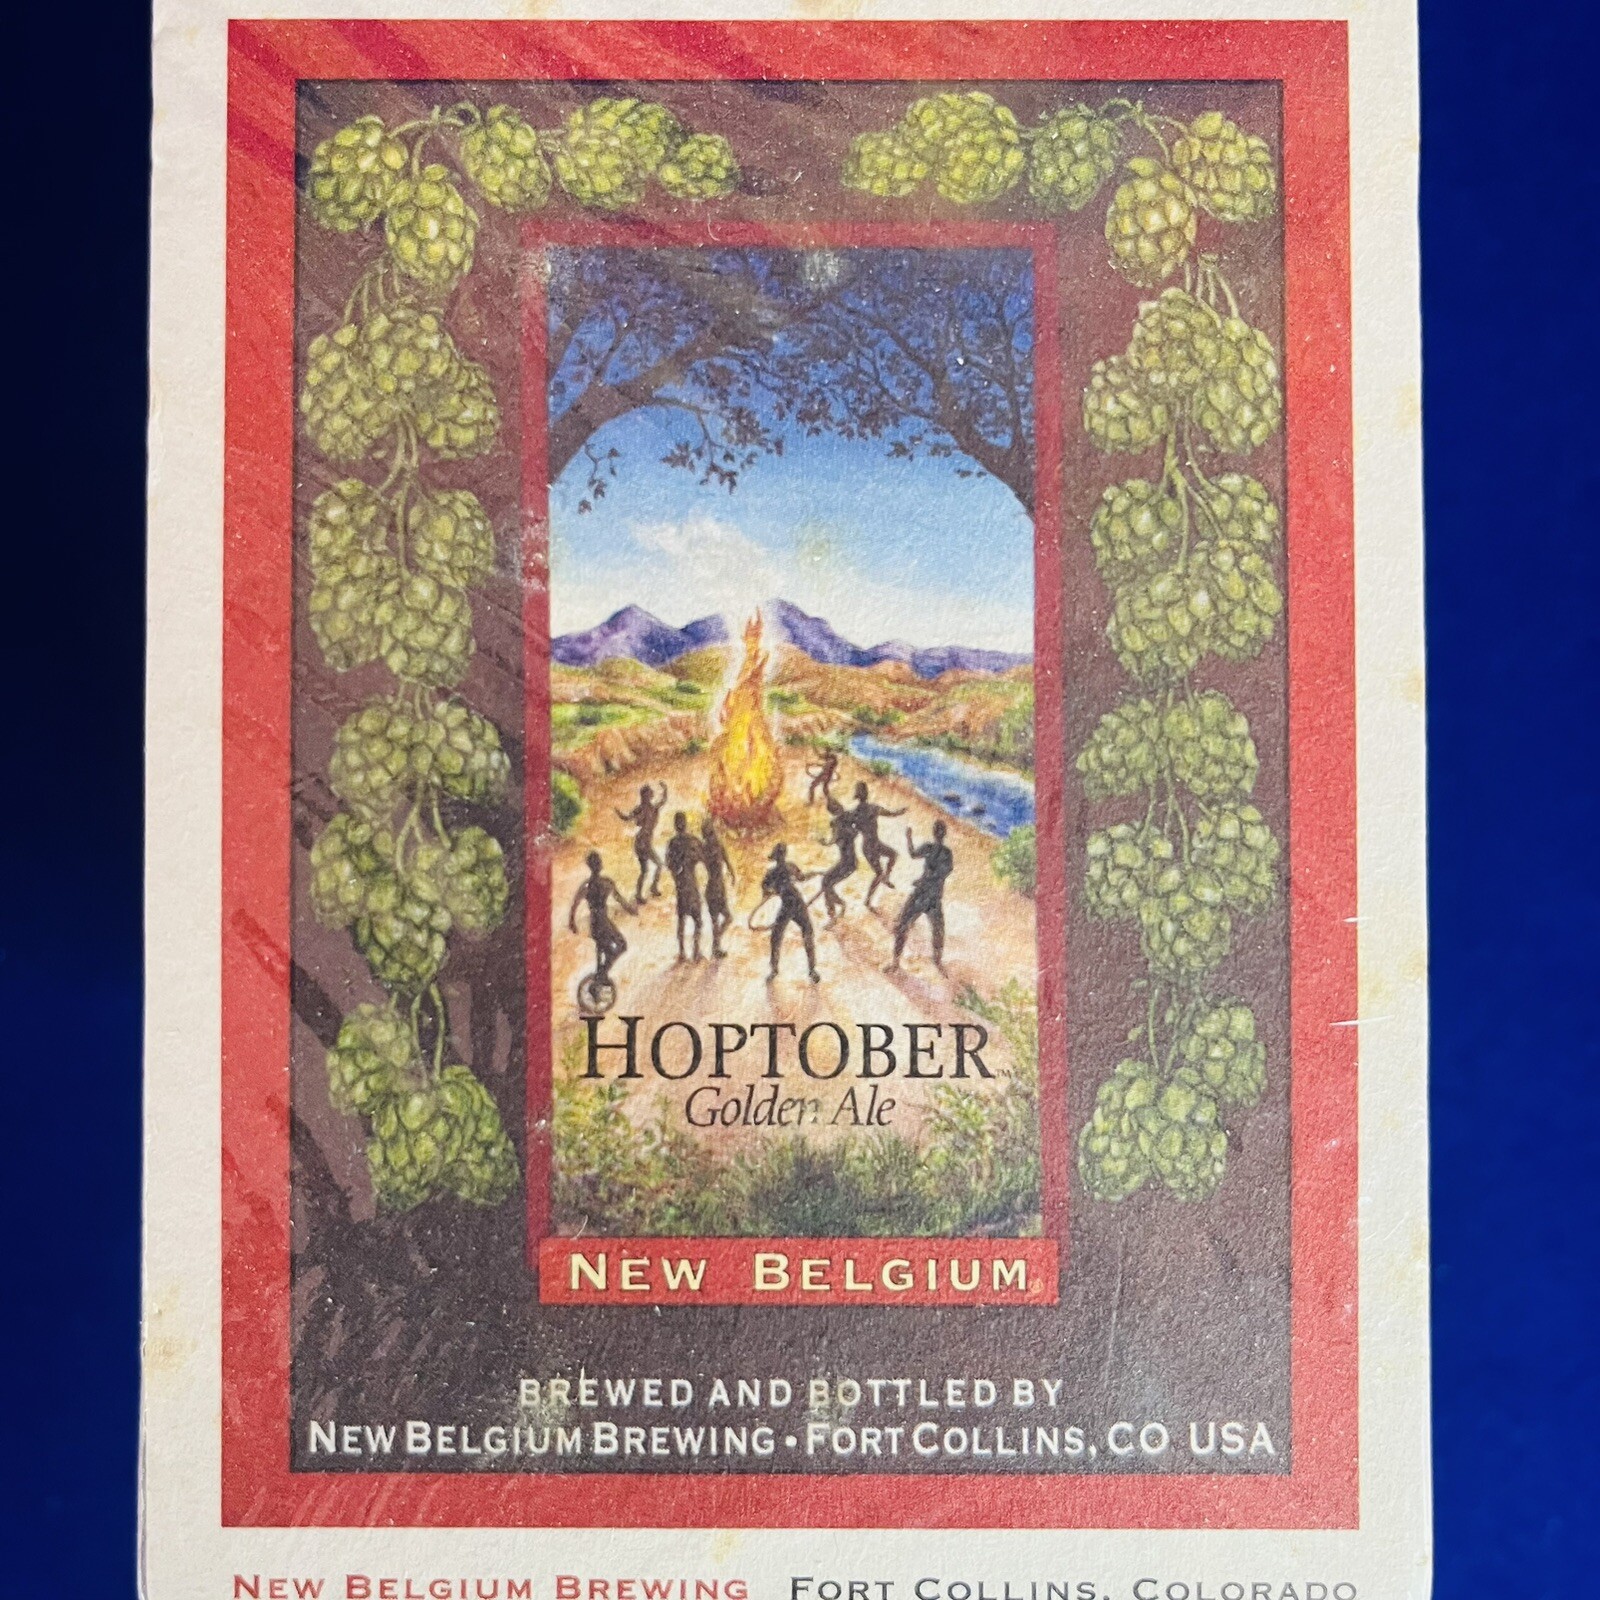 HOPTOBER™
Golden Ale
NEW BELGIUM®
BREWED AND BOTTLED BY
NEW BELGIUM BREWING • FORT COLLINS, CO USA
NEW BELGIUM BREWING FORT COLLINS, COLORADO